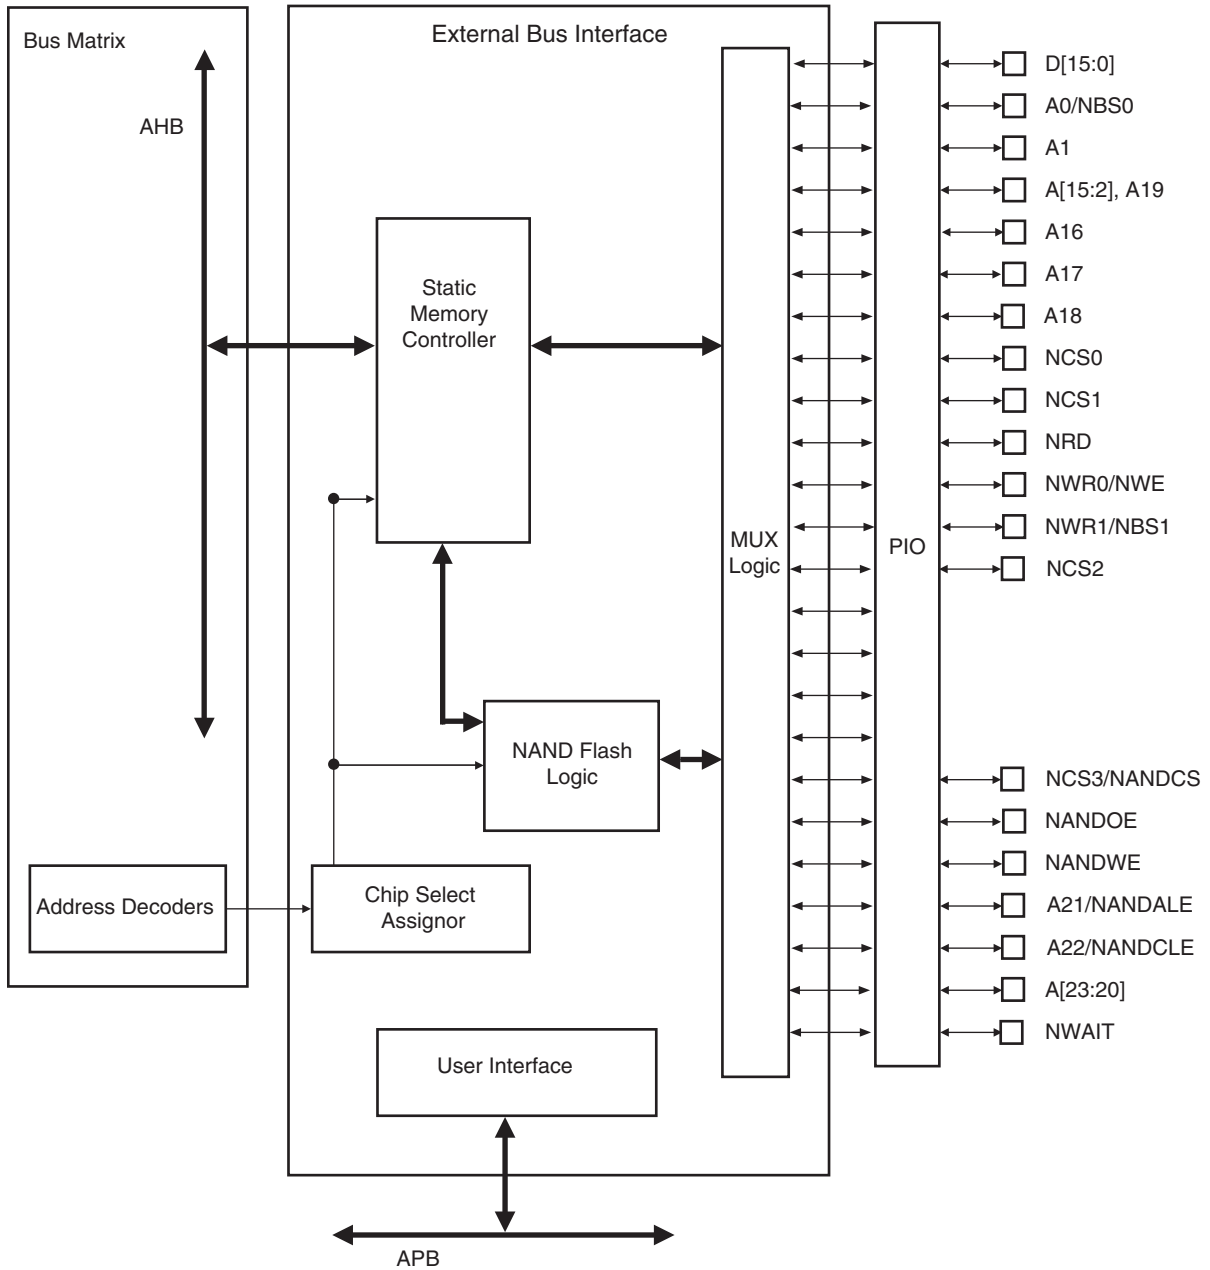 Bus Matrix
External Bus Interface
AHB
Static
Memory
Controller
MUX
Logic
PIO
NAND Flash
Logic
Address Decoders
Chip Select
Assignor
User Interface
APB
D[15:0]
A0/NBS0
A1
A[15:2], A19
A16
A17
A18
NCS0
NCS1
NRD
NWR0/NWE
NWR1/NBS1
NCS2
NCS3/NANDCS
NANDOE
NANDWE
A21/NANDALE
A22/NANDCLE
A[23:20]
NWAIT